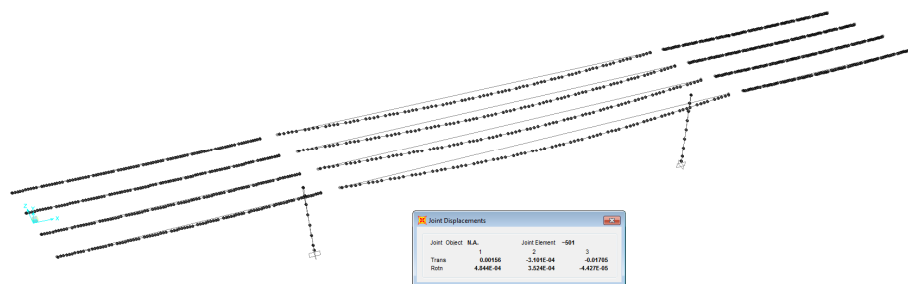 Joint Displacements
Joint Object N.A. Joint Element ~501
1 2 3
Trans 0.00156 -3.101E-04 -0.01705
Rotn 4.844E-04 3.524E-04 -4.427E-05